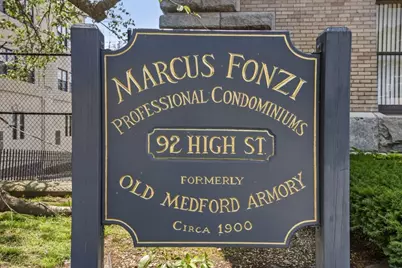 MARCUS FONZI
PROFESSIONAL CONDOMINIUMS
92 HIGH ST.
FORMERLY
OLD MEDFORD ARMORY
CIRCA 1900